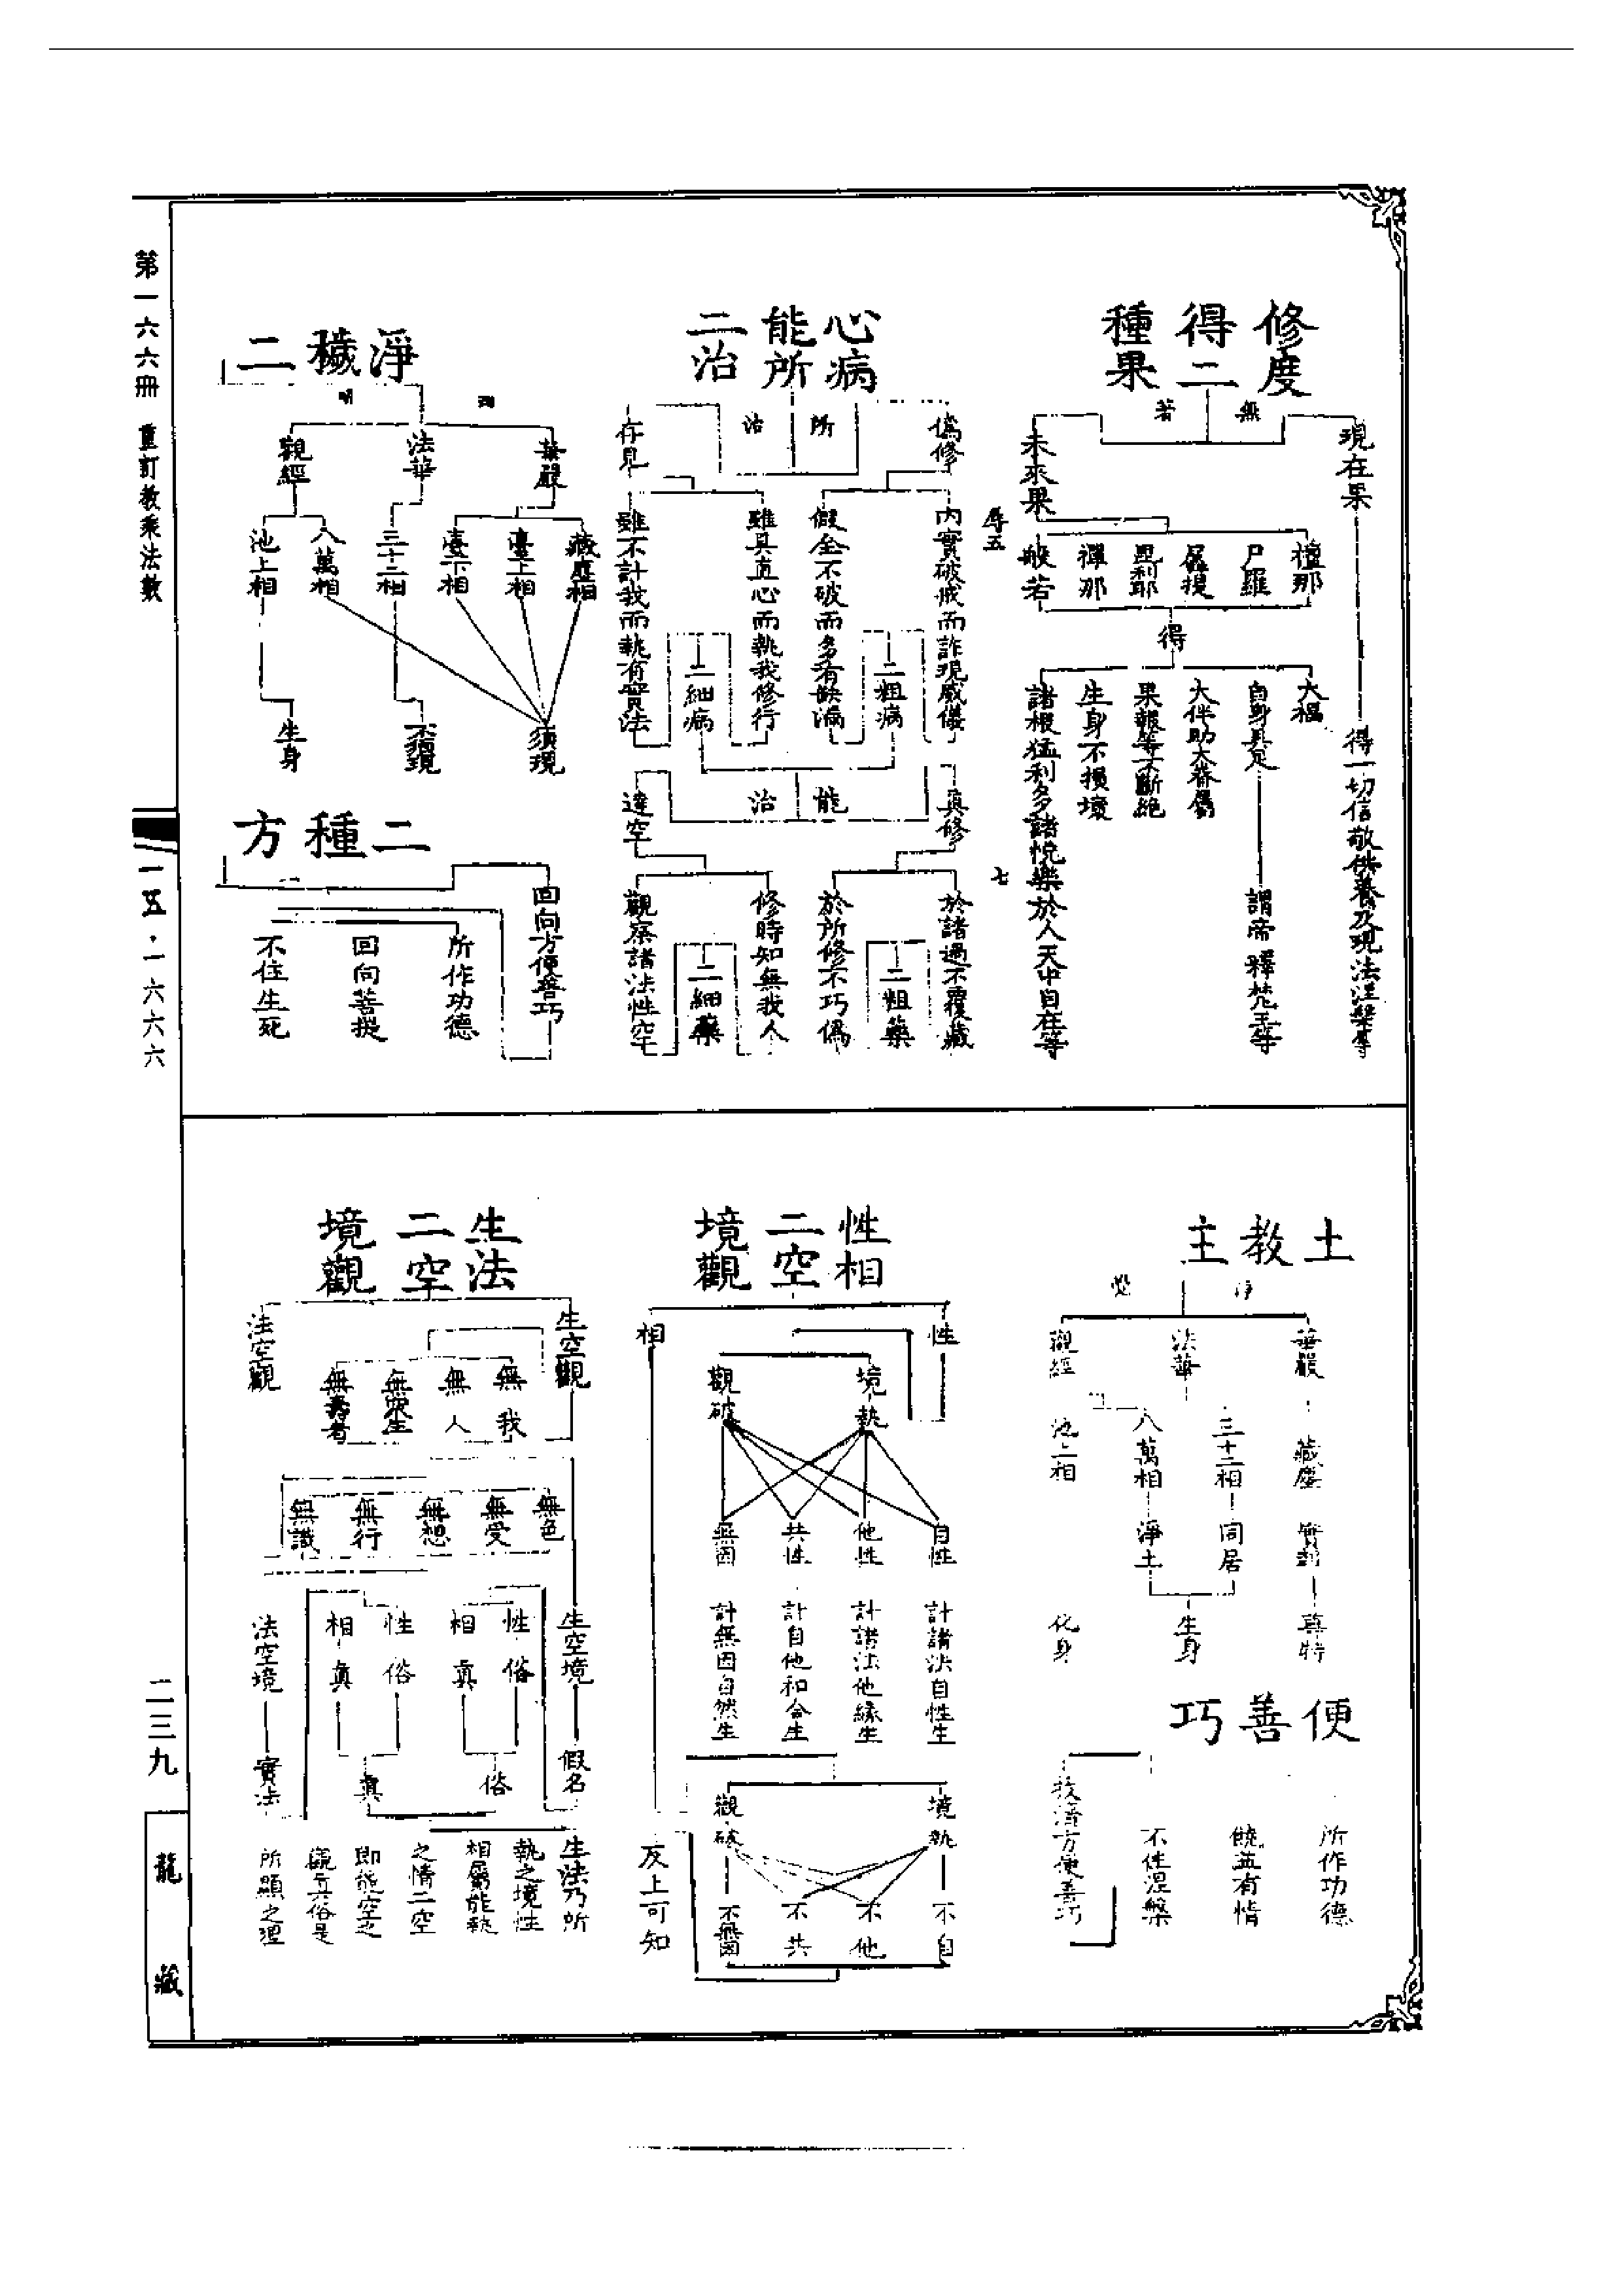 修度
得二
種果
無
著
現在果
得一切信敬供養及現法涅槃等
未來果
檀那
尸羅
羼提
毘利耶
禪那
般若
得
大福
自身具足
謂帝釋梵王等
大伴助大眷屬
果報等不斷絕
生身不損壞
諸根猛利多諸悅樂於人天中自在等
七
心病
能所
二治
所
治
偽修
內實破戒而詐現威儀
假全不破而多有缺漏
二粗病
存見
雖具直心而執我修行
雖不計我而執有實法
二細病
能
治
真修
於諸過不覆藏
於所修不巧偽
二粗藥
達空
修時知無我人
觀察諸法性空
二細藥
淨穢二
華嚴
法華
觀經
藏塵相
臺上相
臺下相
三十二相
八萬相
池上相
須現
不須現
生身
二種方
回向方便善巧
所作功德
回向菩提
不住生死
土教主
華嚴
法華
觀經
藏塵
三十二相
八萬相
池上相
實報
同居
淨土
尊特
生身
化身
便善巧
所作功德
饒益有情
不住涅槃
拔濟方便善巧
性相
二空
境觀
性
相
境執
觀破
自性
他性
共性
無因
計諸法自性生
計諸法他緣生
計自他和合生
計無因自然生
境執
觀破
不自
不他
不共
不無因
反上可知
生法
二空
境觀
生空觀
法空觀
無我
無人
無眾生
無壽者
無色
無受
無想
無行
無識
生空境
法空境
性俗
相真
性俗
相真
俗
真
假名
實法
生法乃所
執之境性
相屬能執
之情二空
即能空之
觀真俗是
所顯之理
第一六六冊 重訂教乘法數
一五·一六六六
二三九
龍藏